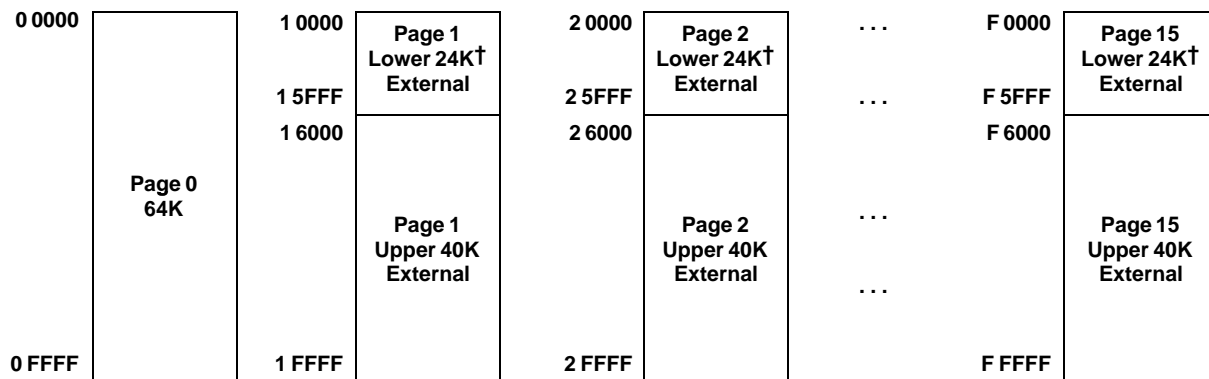 0 0000
Page 0
64K
0 FFFF
1 0000
Page 1
Lower 24K†
External
1 5FFF
1 6000
Page 1
Upper 40K
External
1 FFFF
2 0000
Page 2
Lower 24K†
External
2 5FFF
2 6000
Page 2
Upper 40K
External
2 FFFF
. . .
. . .
. . .
. . .
F 0000
Page 15
Lower 24K†
External
F 5FFF
F 6000
Page 15
Upper 40K
External
F FFFF